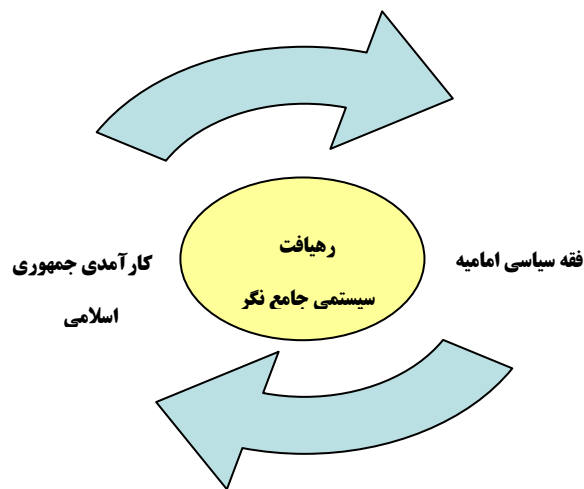 رهیافت
سیستمی جامع نگر
فقه سیاسی امامیه
کارآمدی جمهوری
اسلامی